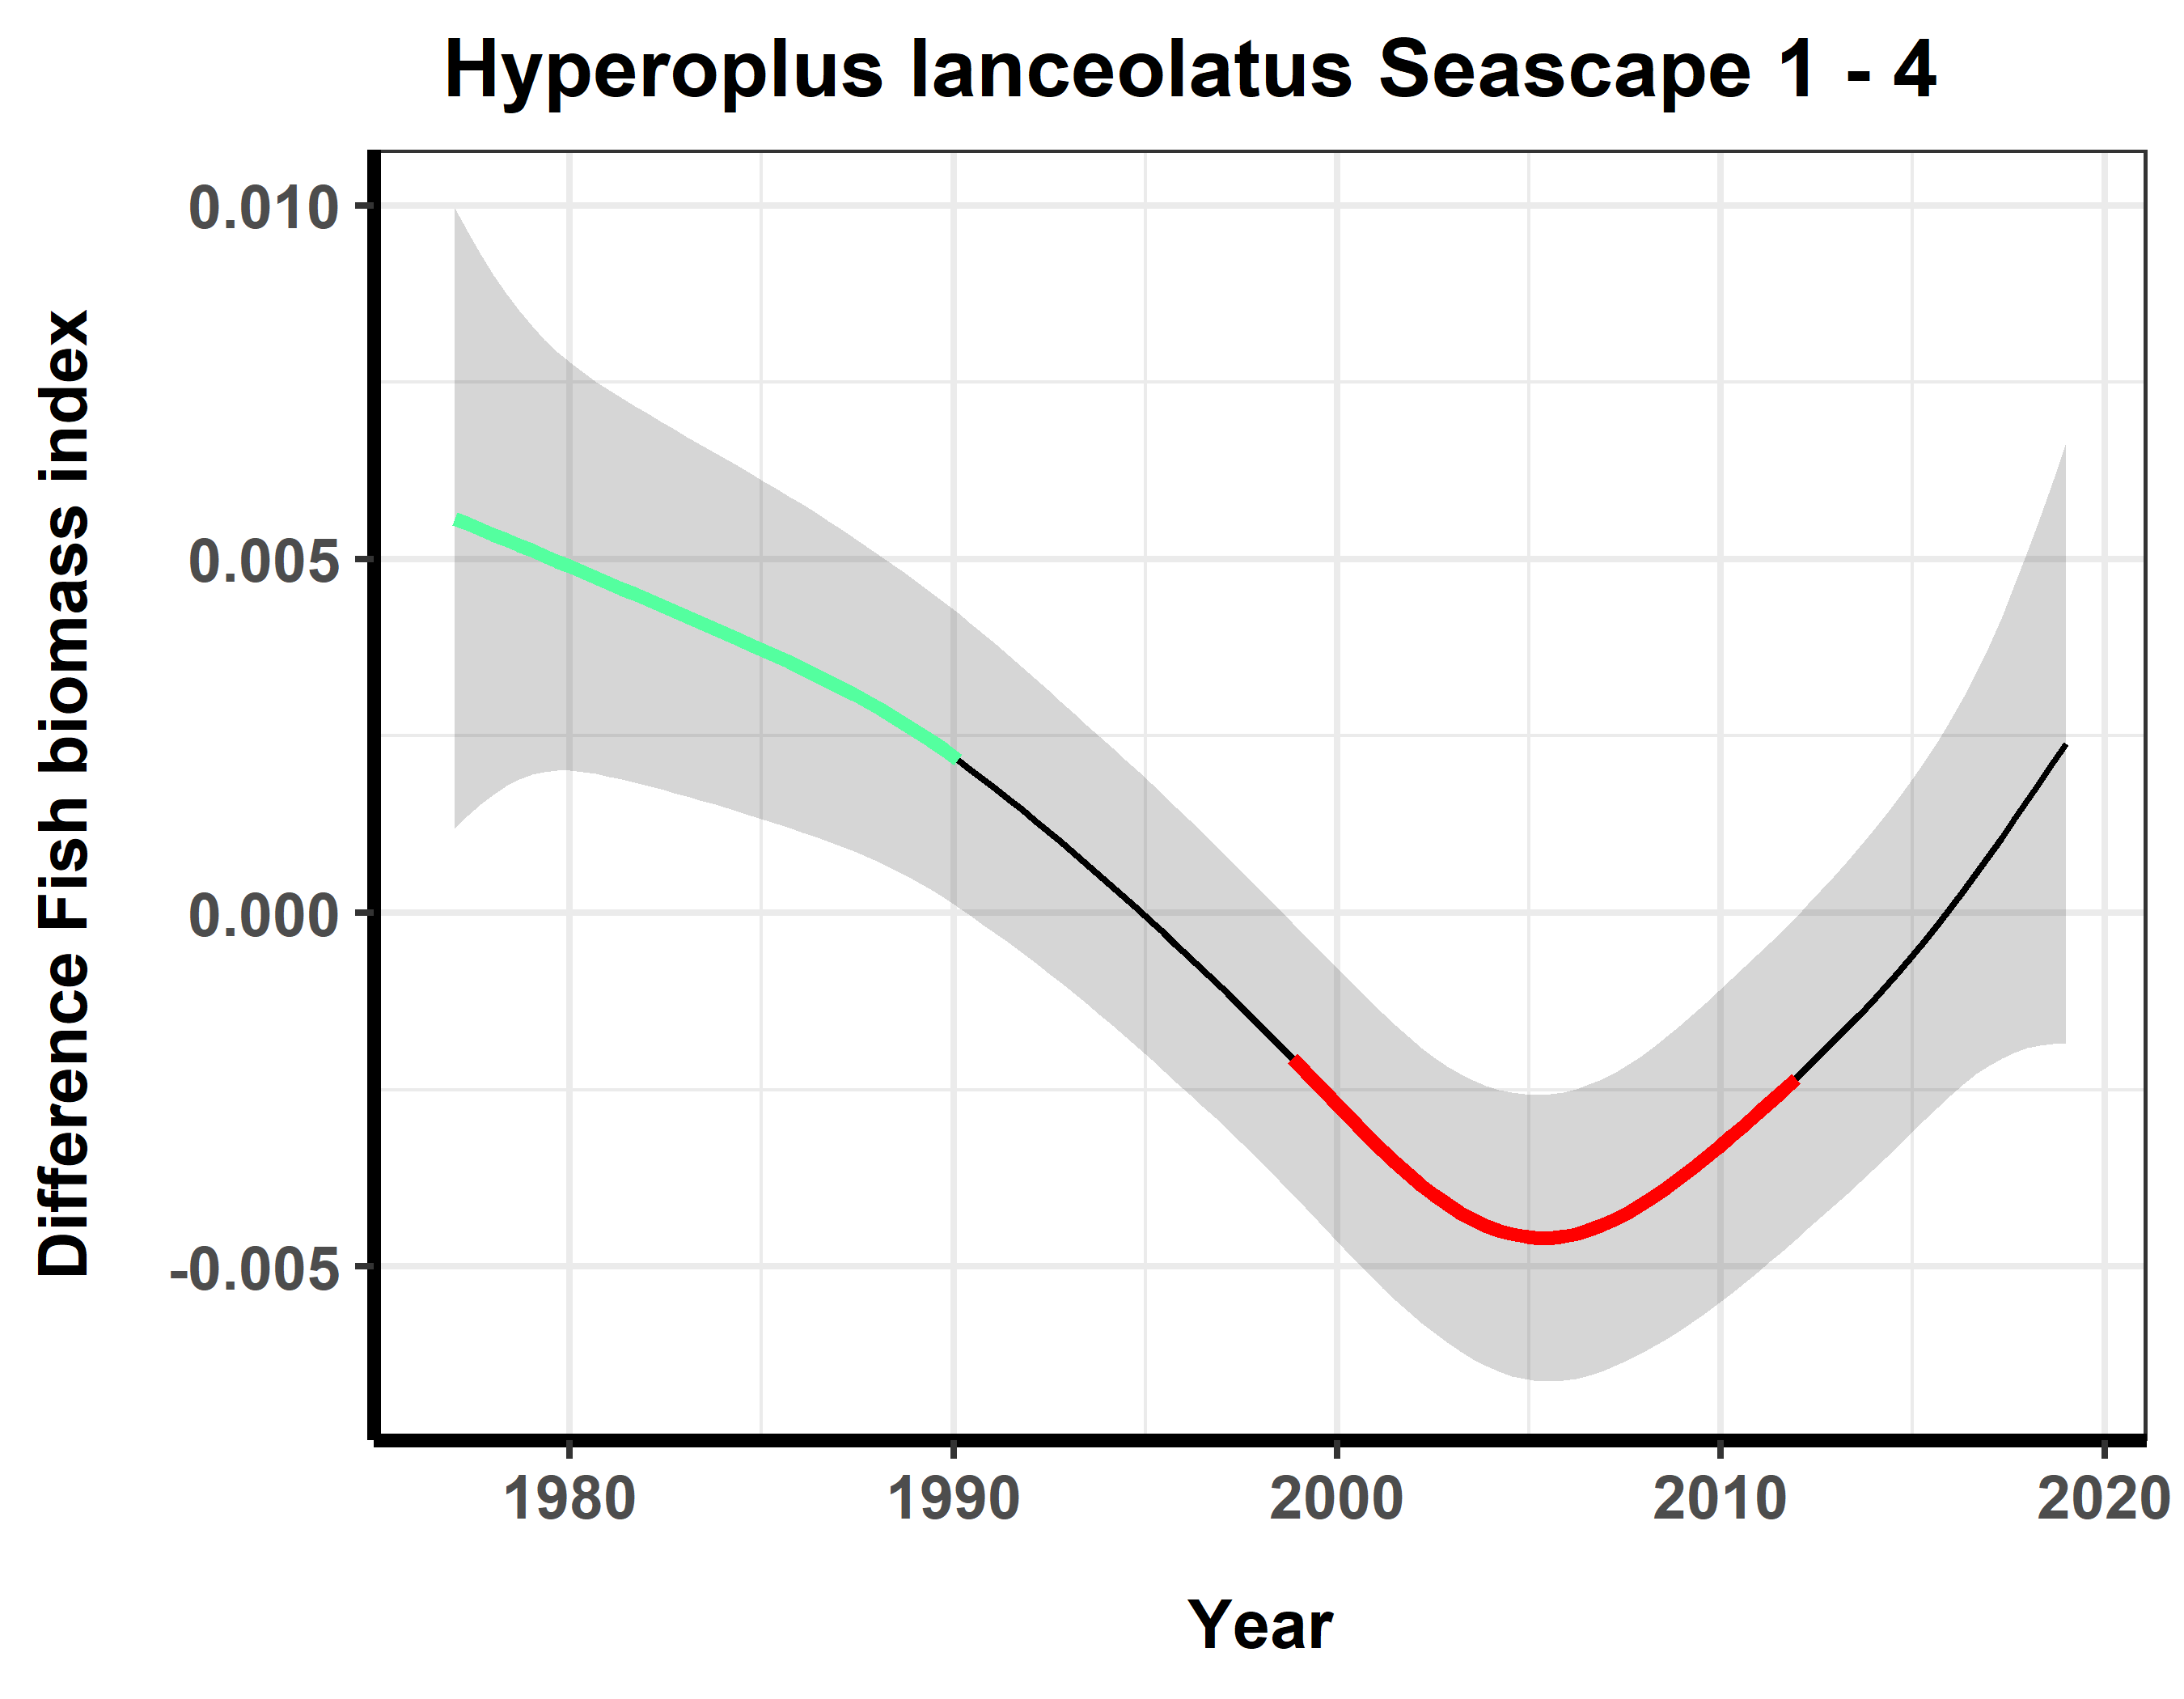 Hyperoplus lanceolatus Seascape 1 - 4
Difference Fish biomass index
0.010
0.005
0.000
-0.005
1980 1990 2000 2010 2020
Year